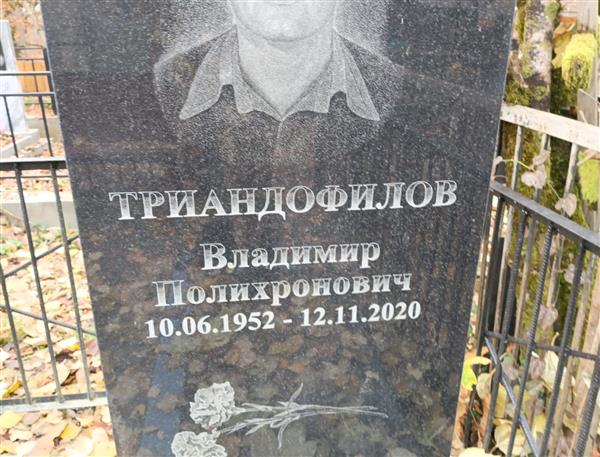 ТРИАНДОФИЛОВ
Владимир
Полихронович
10.06.1952 - 12.11.2020